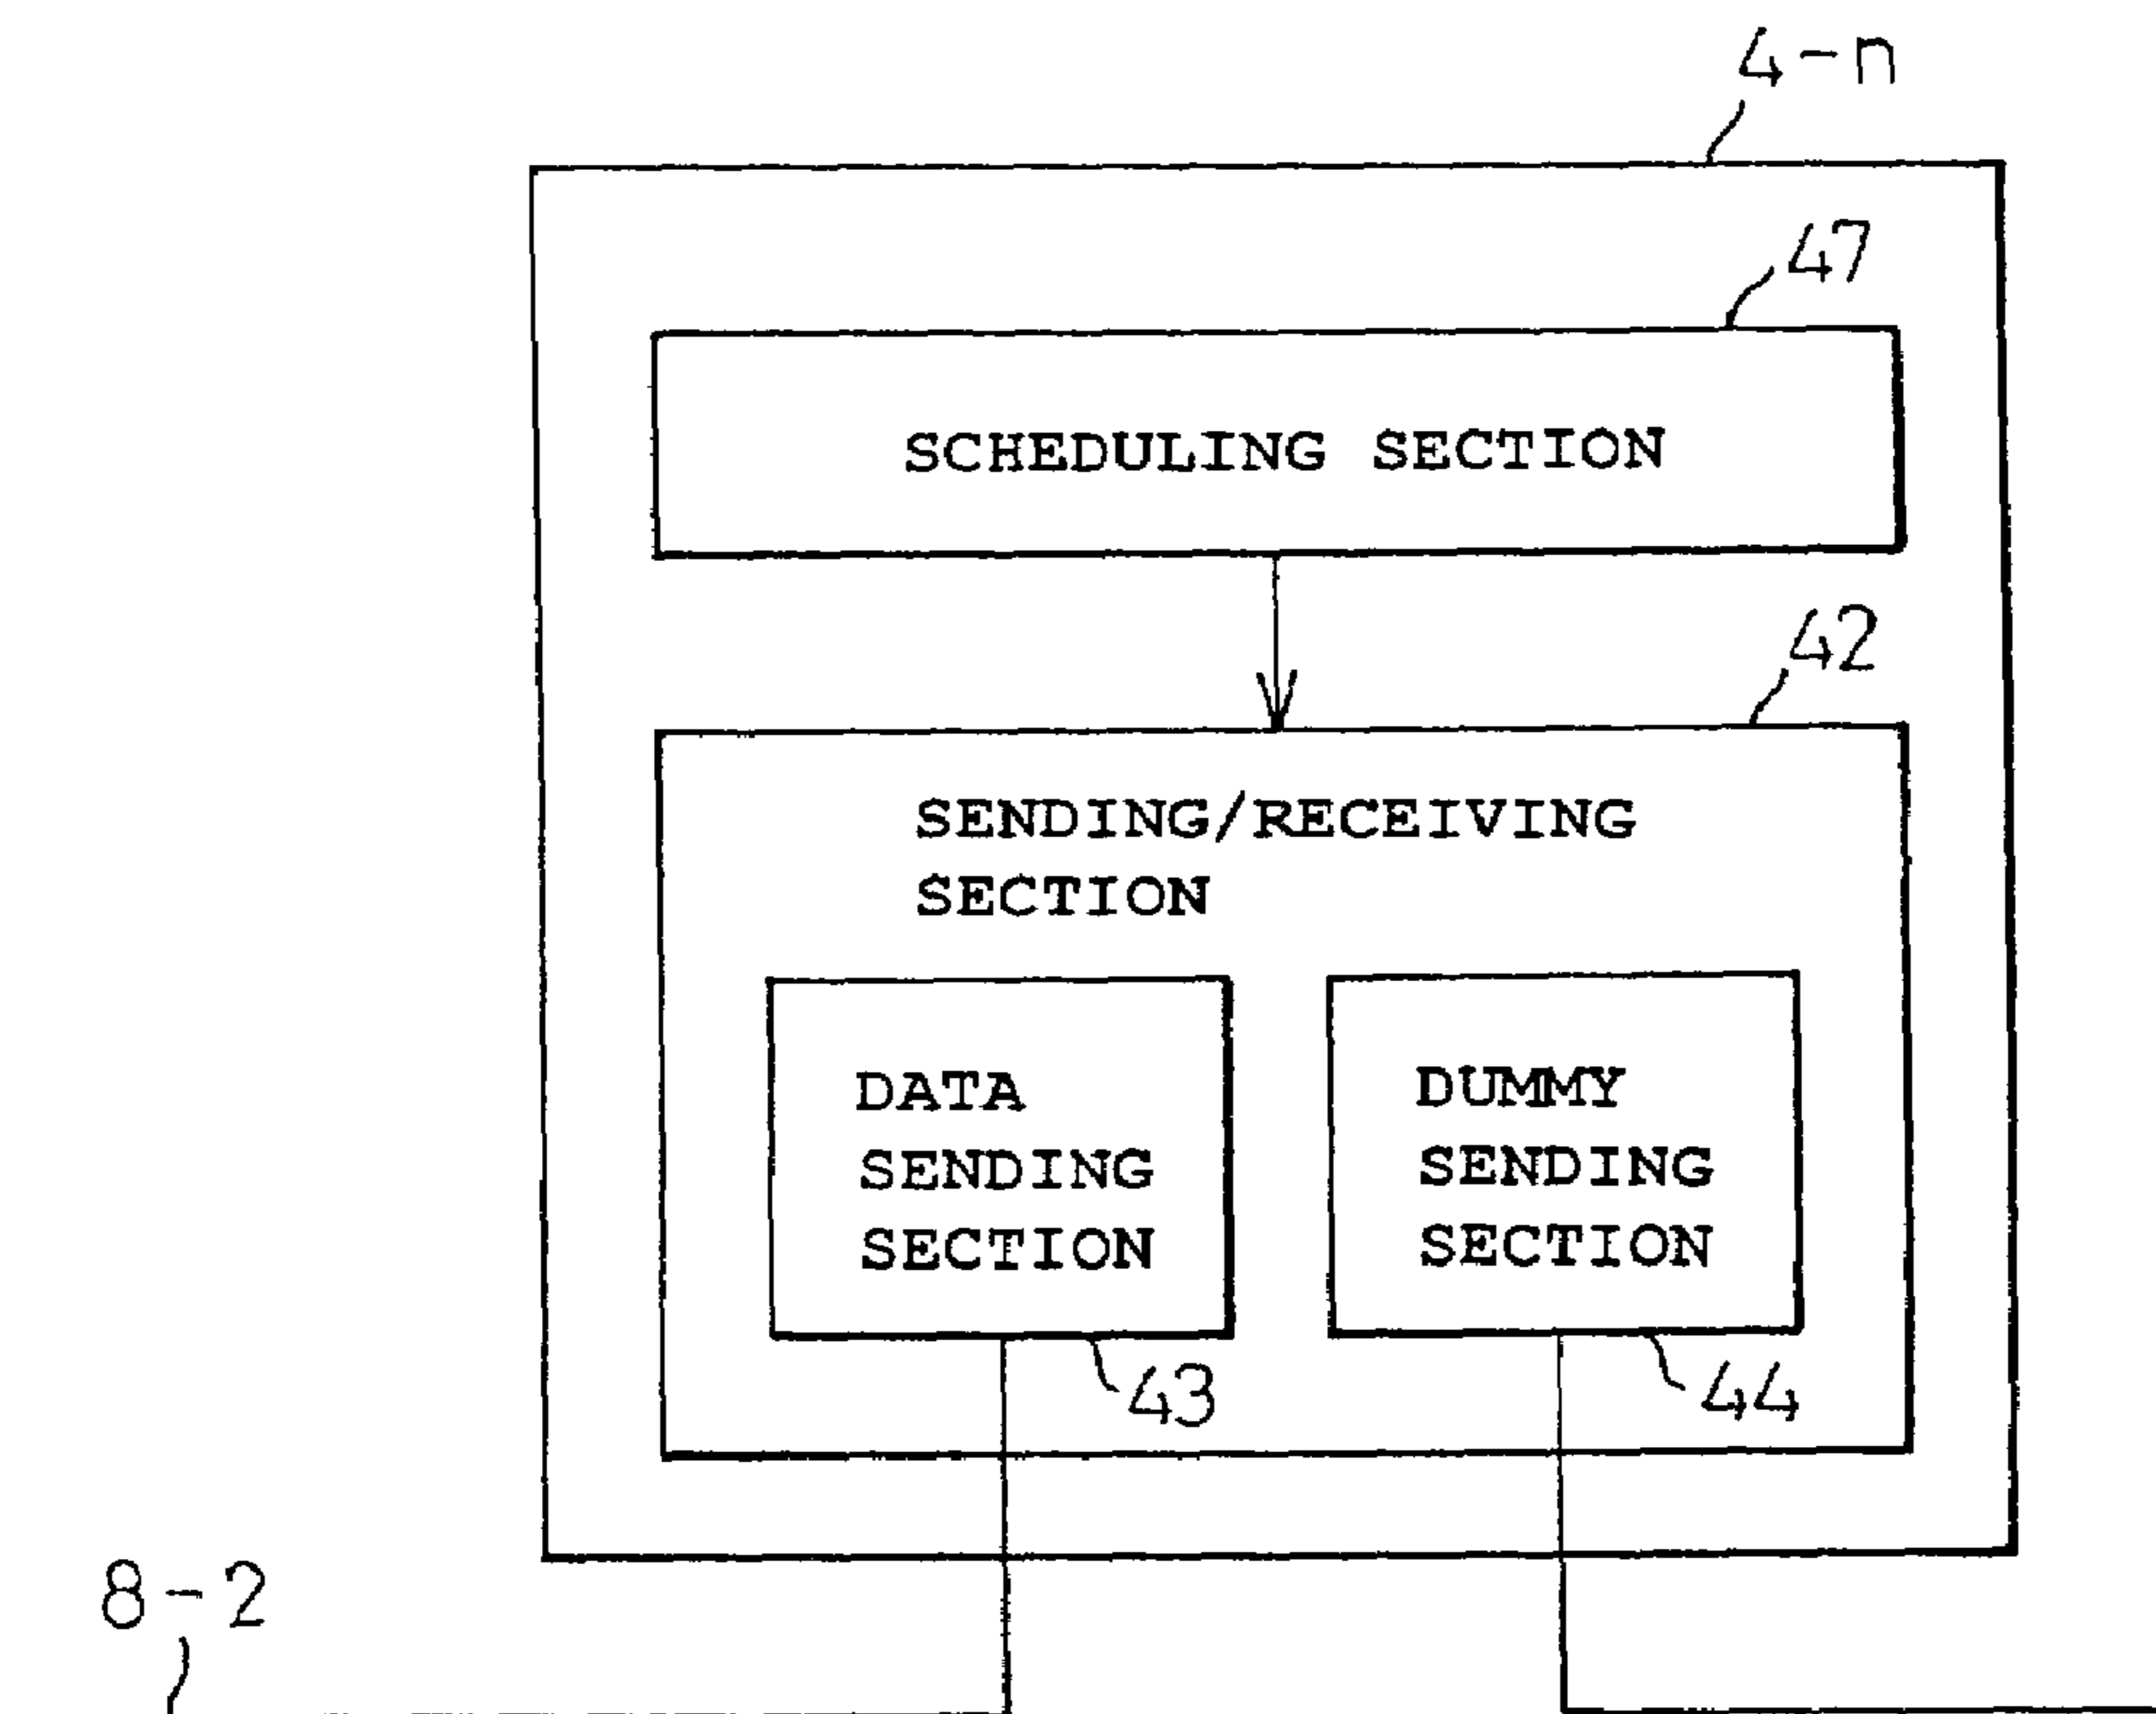 4-n
47
SCHEDULING SECTION
42
SENDING/RECEIVING
SECTION
DATA
SENDING
SECTION
DUMMY
SENDING
SECTION
43
44
8-2